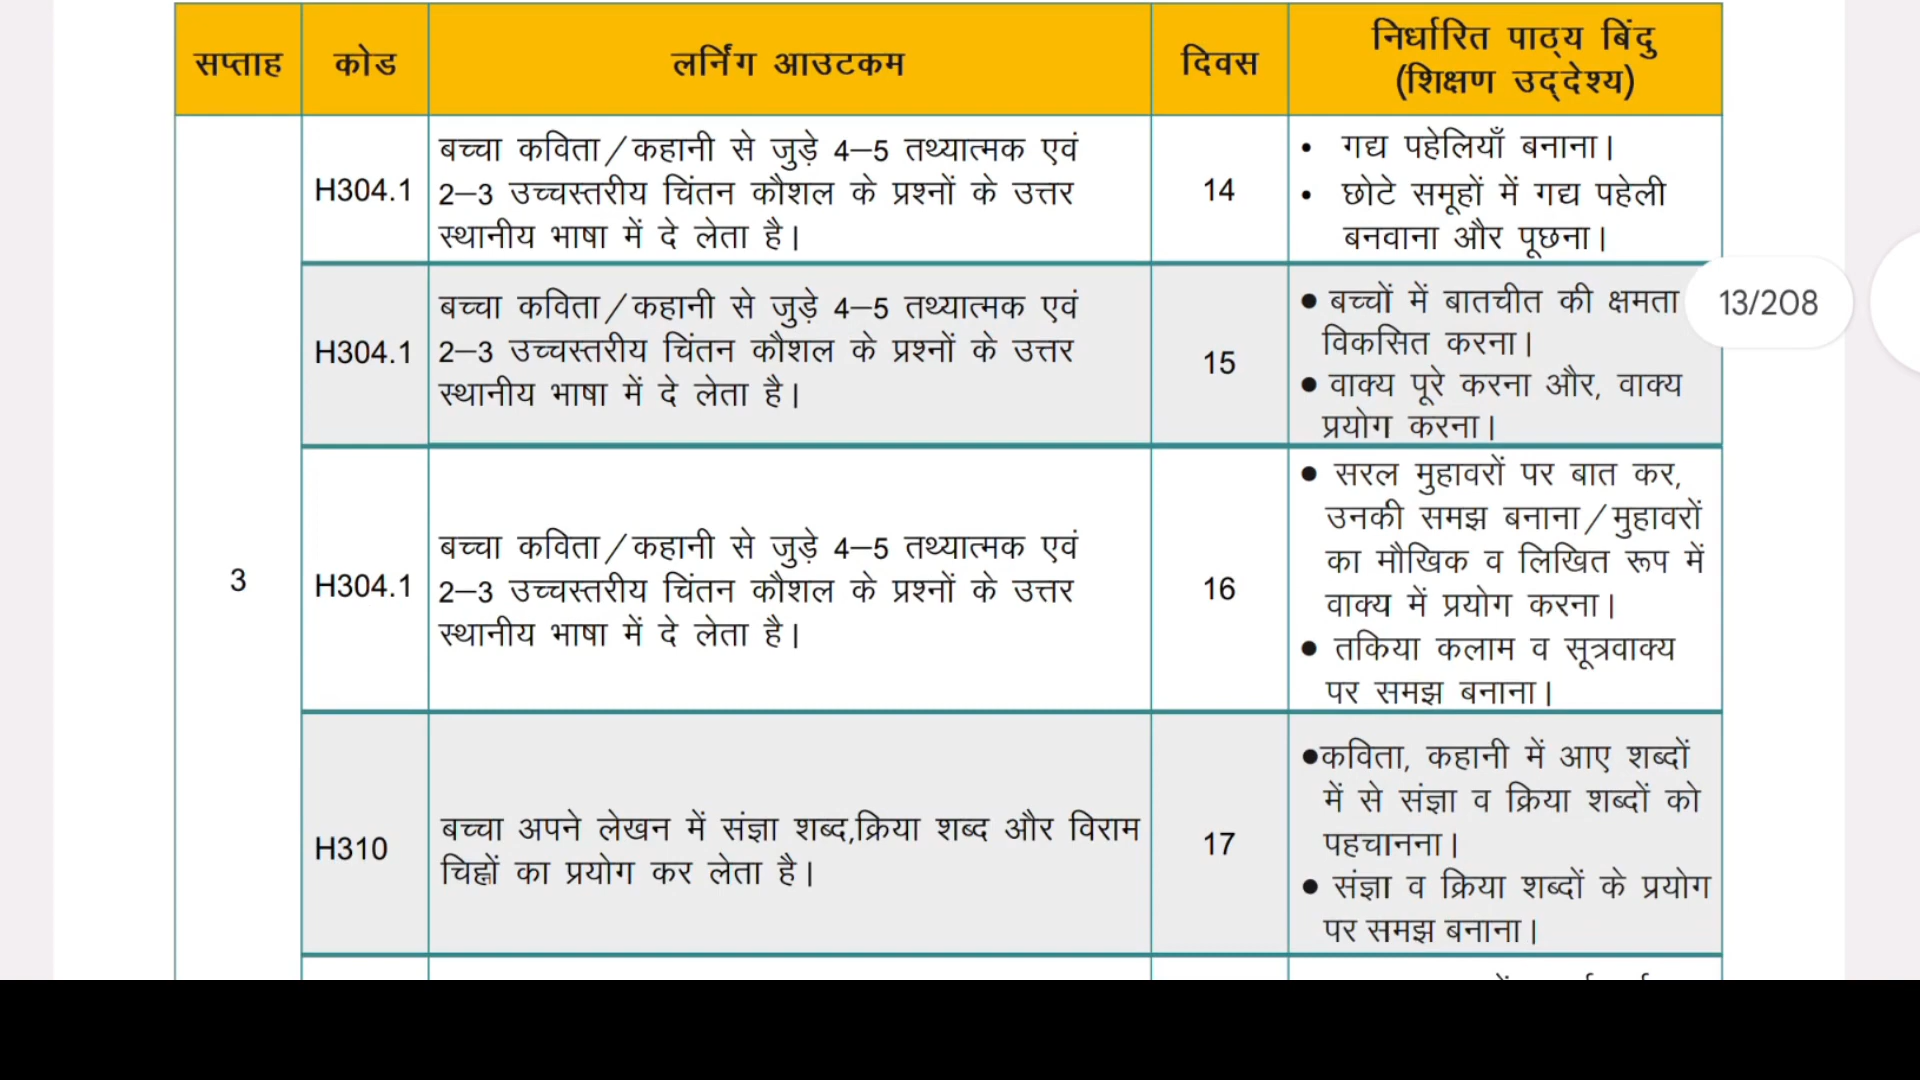 सप्ताह कोड लर्निंग आउटकम दिवस निर्धारित पाठ्य बिंदु
(शिक्षण उद्देश्य)
3
H304.1
बच्चा कविता/कहानी से जुड़े 4–5 तथ्यात्मक एवं
2–3 उच्चस्तरीय चिंतन कौशल के प्रश्नों के उत्तर
स्थानीय भाषा में दे लेता है।
14
• गद्य पहेलियाँ बनाना।
• छोटे समूहों में गद्य पहेली
बनवाना और पूछना।
H304.1
बच्चा कविता/कहानी से जुड़े 4–5 तथ्यात्मक एवं
2–3 उच्चस्तरीय चिंतन कौशल के प्रश्नों के उत्तर
स्थानीय भाषा में दे लेता है।
15
● बच्चों में बातचीत की क्षमता
विकसित करना।
● वाक्य पूरे करना और, वाक्य
प्रयोग करना।
13/208
H304.1
बच्चा कविता/कहानी से जुड़े 4–5 तथ्यात्मक एवं
2–3 उच्चस्तरीय चिंतन कौशल के प्रश्नों के उत्तर
स्थानीय भाषा में दे लेता है।
16
● सरल मुहावरों पर बात कर,
उनकी समझ बनाना/मुहावरों
का मौखिक व लिखित रूप में
वाक्य में प्रयोग करना।
● तकिया कलाम व सूत्रवाक्य
पर समझ बनाना।
H310
बच्चा अपने लेखन में संज्ञा शब्द,क्रिया शब्द और विराम
चिह्नों का प्रयोग कर लेता है।
17
●कविता, कहानी में आए शब्दों
में से संज्ञा व क्रिया शब्दों को
पहचानना।
● संज्ञा व क्रिया शब्दों के प्रयोग
पर समझ बनाना।